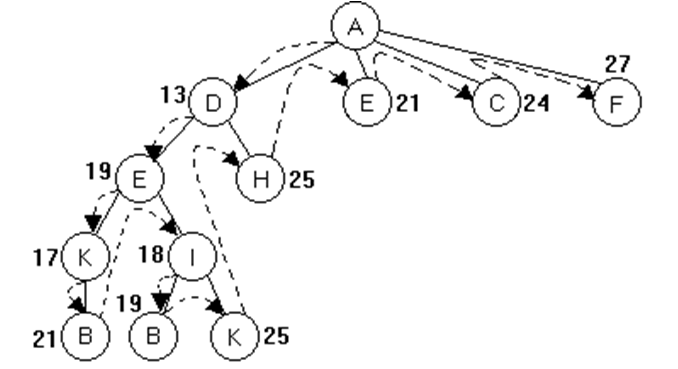 A
27
13 D E 21 C 24 F
19 E H 25
17 K 18 I
19
21 B B K 25